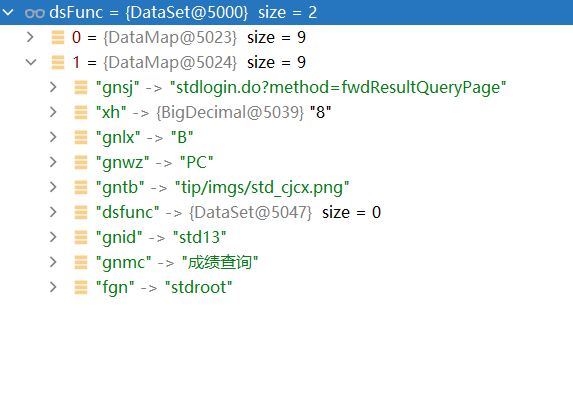 dsFunc = {DataSet@5000} size = 2
0 = {DataMap@5023} size = 9
1 = {DataMap@5024} size = 9
"gnsj" -> "stdlogin.do?method=fwdResultQueryPage"
"xh" -> {BigDecimal@5039} "8"
"gnlx" -> "B"
"gnwz" -> "PC"
"gntb" -> "tip/imgs/std_cjcx.png"
"dsfunc" -> {DataSet@5047} size = 0
"gnid" -> "std13"
"gnmc" -> "成绩查询"
"fgn" -> "stdroot"